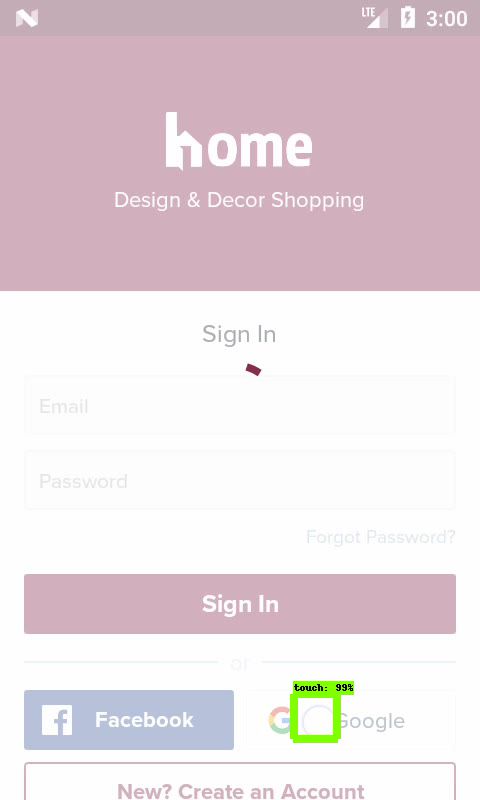 LTE 3:00
home
Design & Decor Shopping
Sign In
Email
Password
Forgot Password?
Sign In
or
touch: 99%
Facebook
Google
New? Create an Account